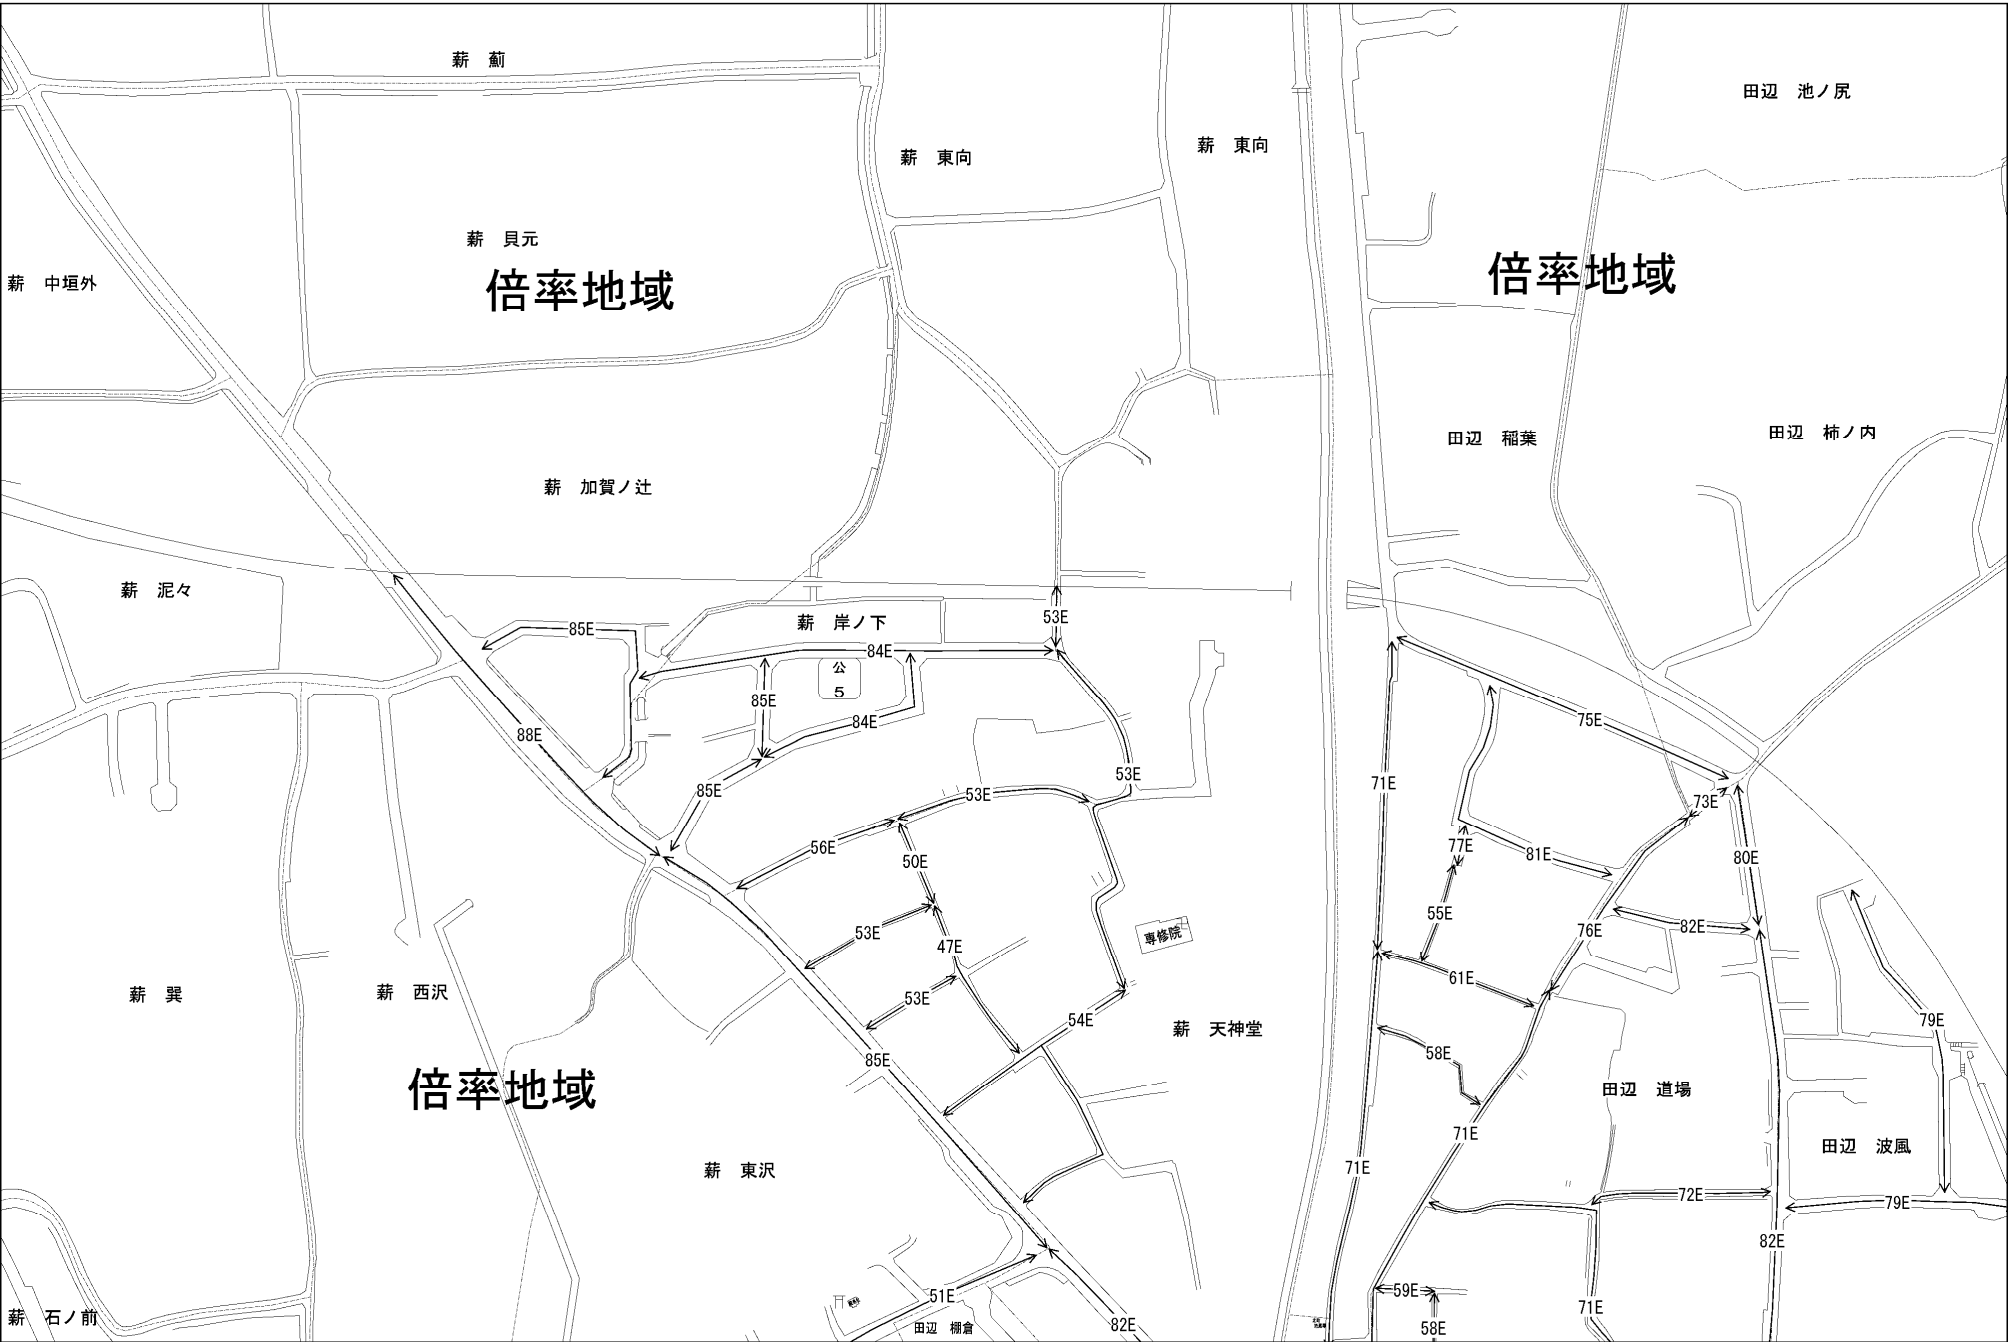 薪　薊
田辺　池ノ尻
薪　東向
薪　東向
薪　貝元
倍率地域
倍率地域
薪　中垣外
田辺　稲葉
田辺　柿ノ内
薪　加賀ノ辻
薪　泥々
薪　岸ノ下
53E
85E
84E
公
5
85E
84E
88E
75E
53E
71E
85E
53E
73E
56E
50E
77E
81E
80E
55E
53E
47E
専修院
76E
82E
61E
薪　巽
薪　西沢
53E
54E
薪　天神堂
79E
85E
58E
倍率地域
田辺　道場
71E
田辺　波風
薪　東沢
71E
72E
79E
82E
51E
59E
71E
薪　石ノ前
田辺　棚倉
82E
58E